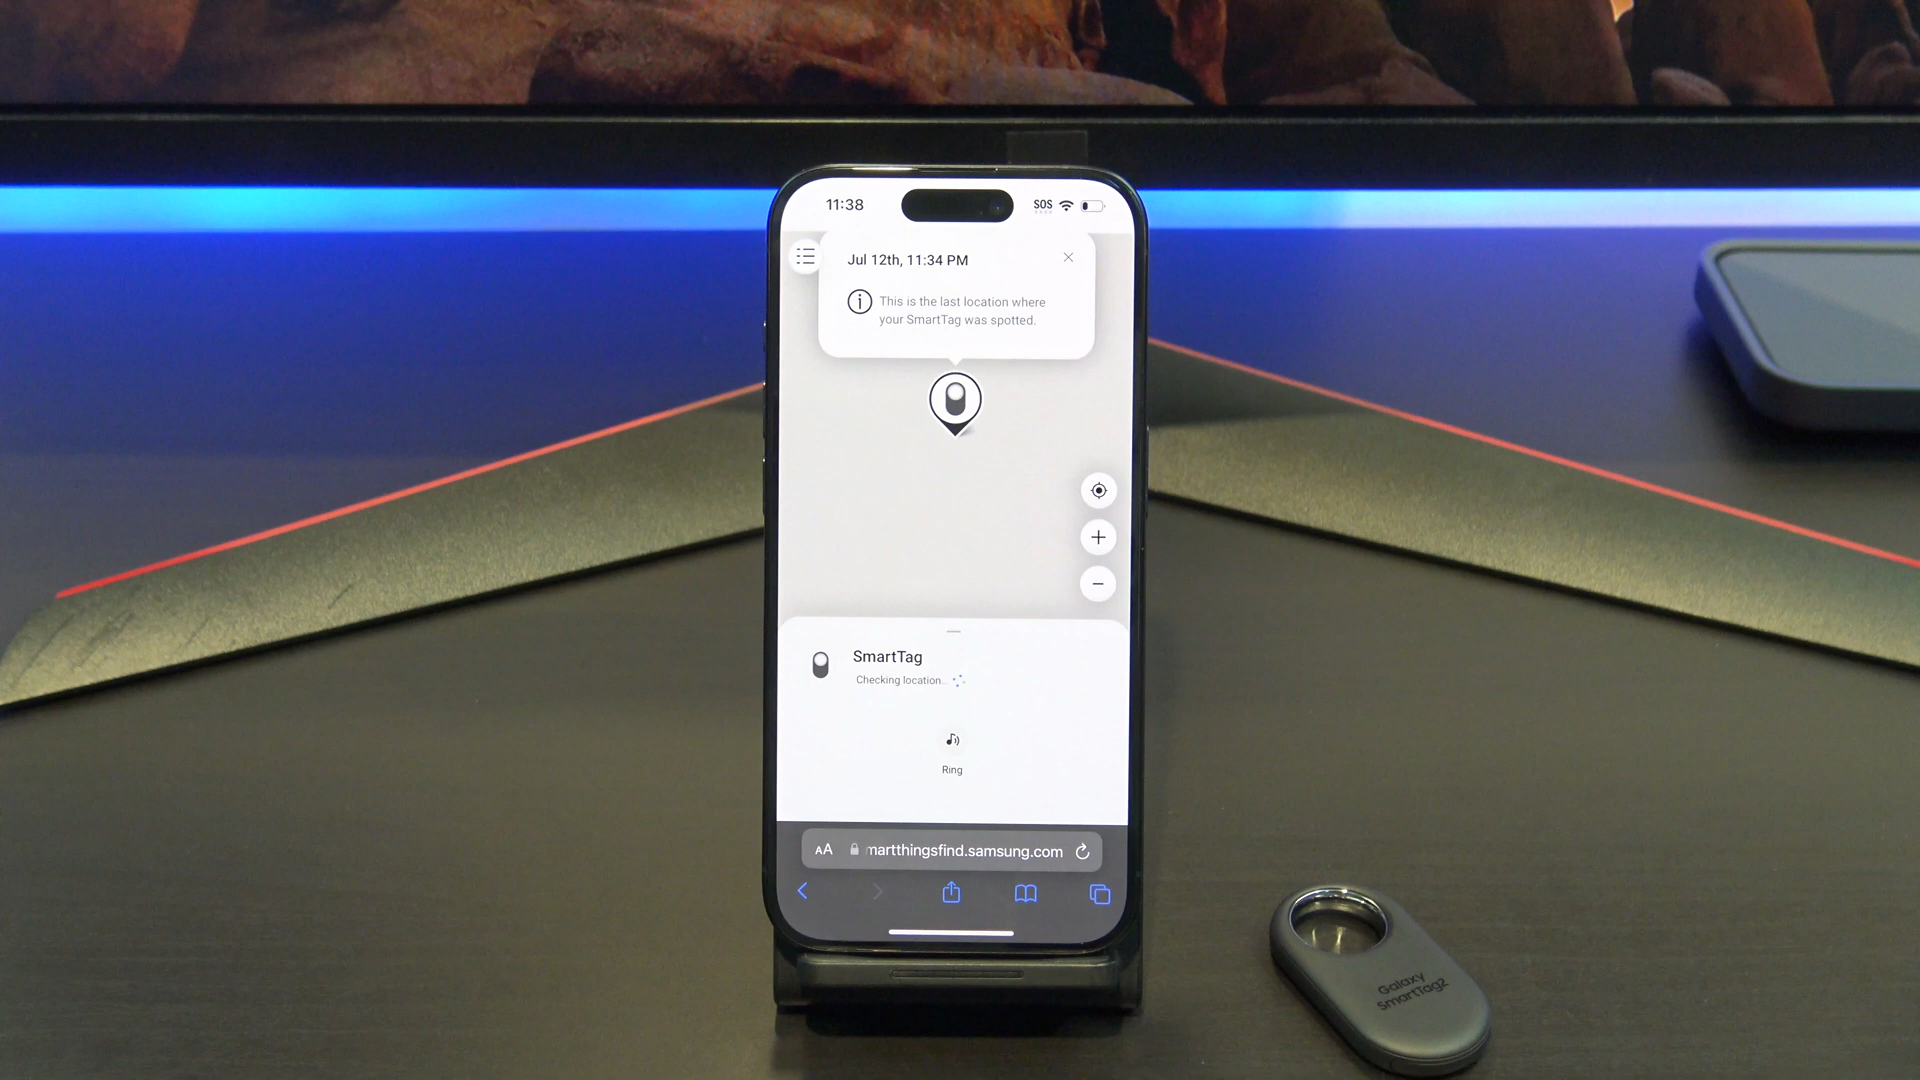 11:38
SOS
Jul 12th, 11:34 PM
This is the last location where
your SmartTag was spotted.
SmartTag
Checking location...
Ring
AA
martthingsfind.samsung.com
Galaxy
SmartTag2